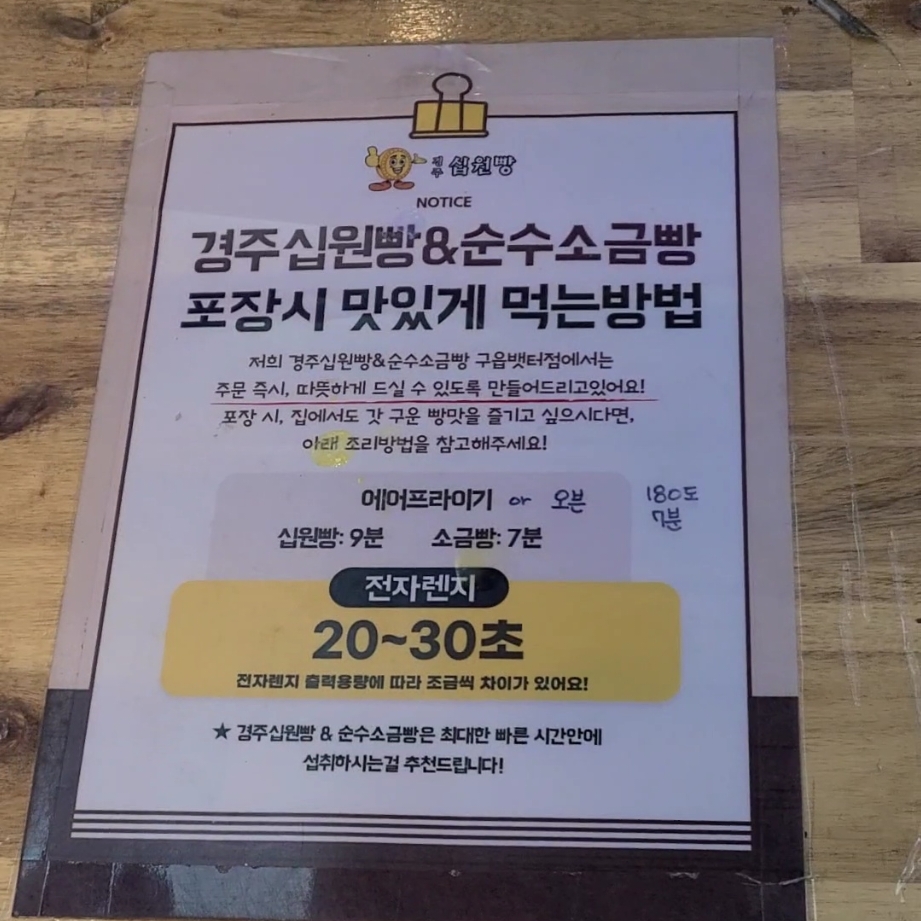 경주 십원빵
NOTICE
경주십원빵&순수소금빵
포장시 맛있게 먹는방법
저희 경주십원빵&순수소금빵 구읍뱃터점에서는
주문 즉시, 따뜻하게 드실 수 있도록 만들어드리고있어요!
포장 시, 집에서도 갓 구운 빵맛을 즐기고 싶으시다면,
아래 조리방법을 참고해주세요!
에어프라이기 or 오븐 180도
7분
십원빵: 9분 소금빵: 7분
전자렌지
20~30초
전자렌지 출력용량에 따라 조금씩 차이가 있어요!
★ 경주십원빵 & 순수소금빵은 최대한 빠른 시간안에
섭취하시는걸 추천드립니다!